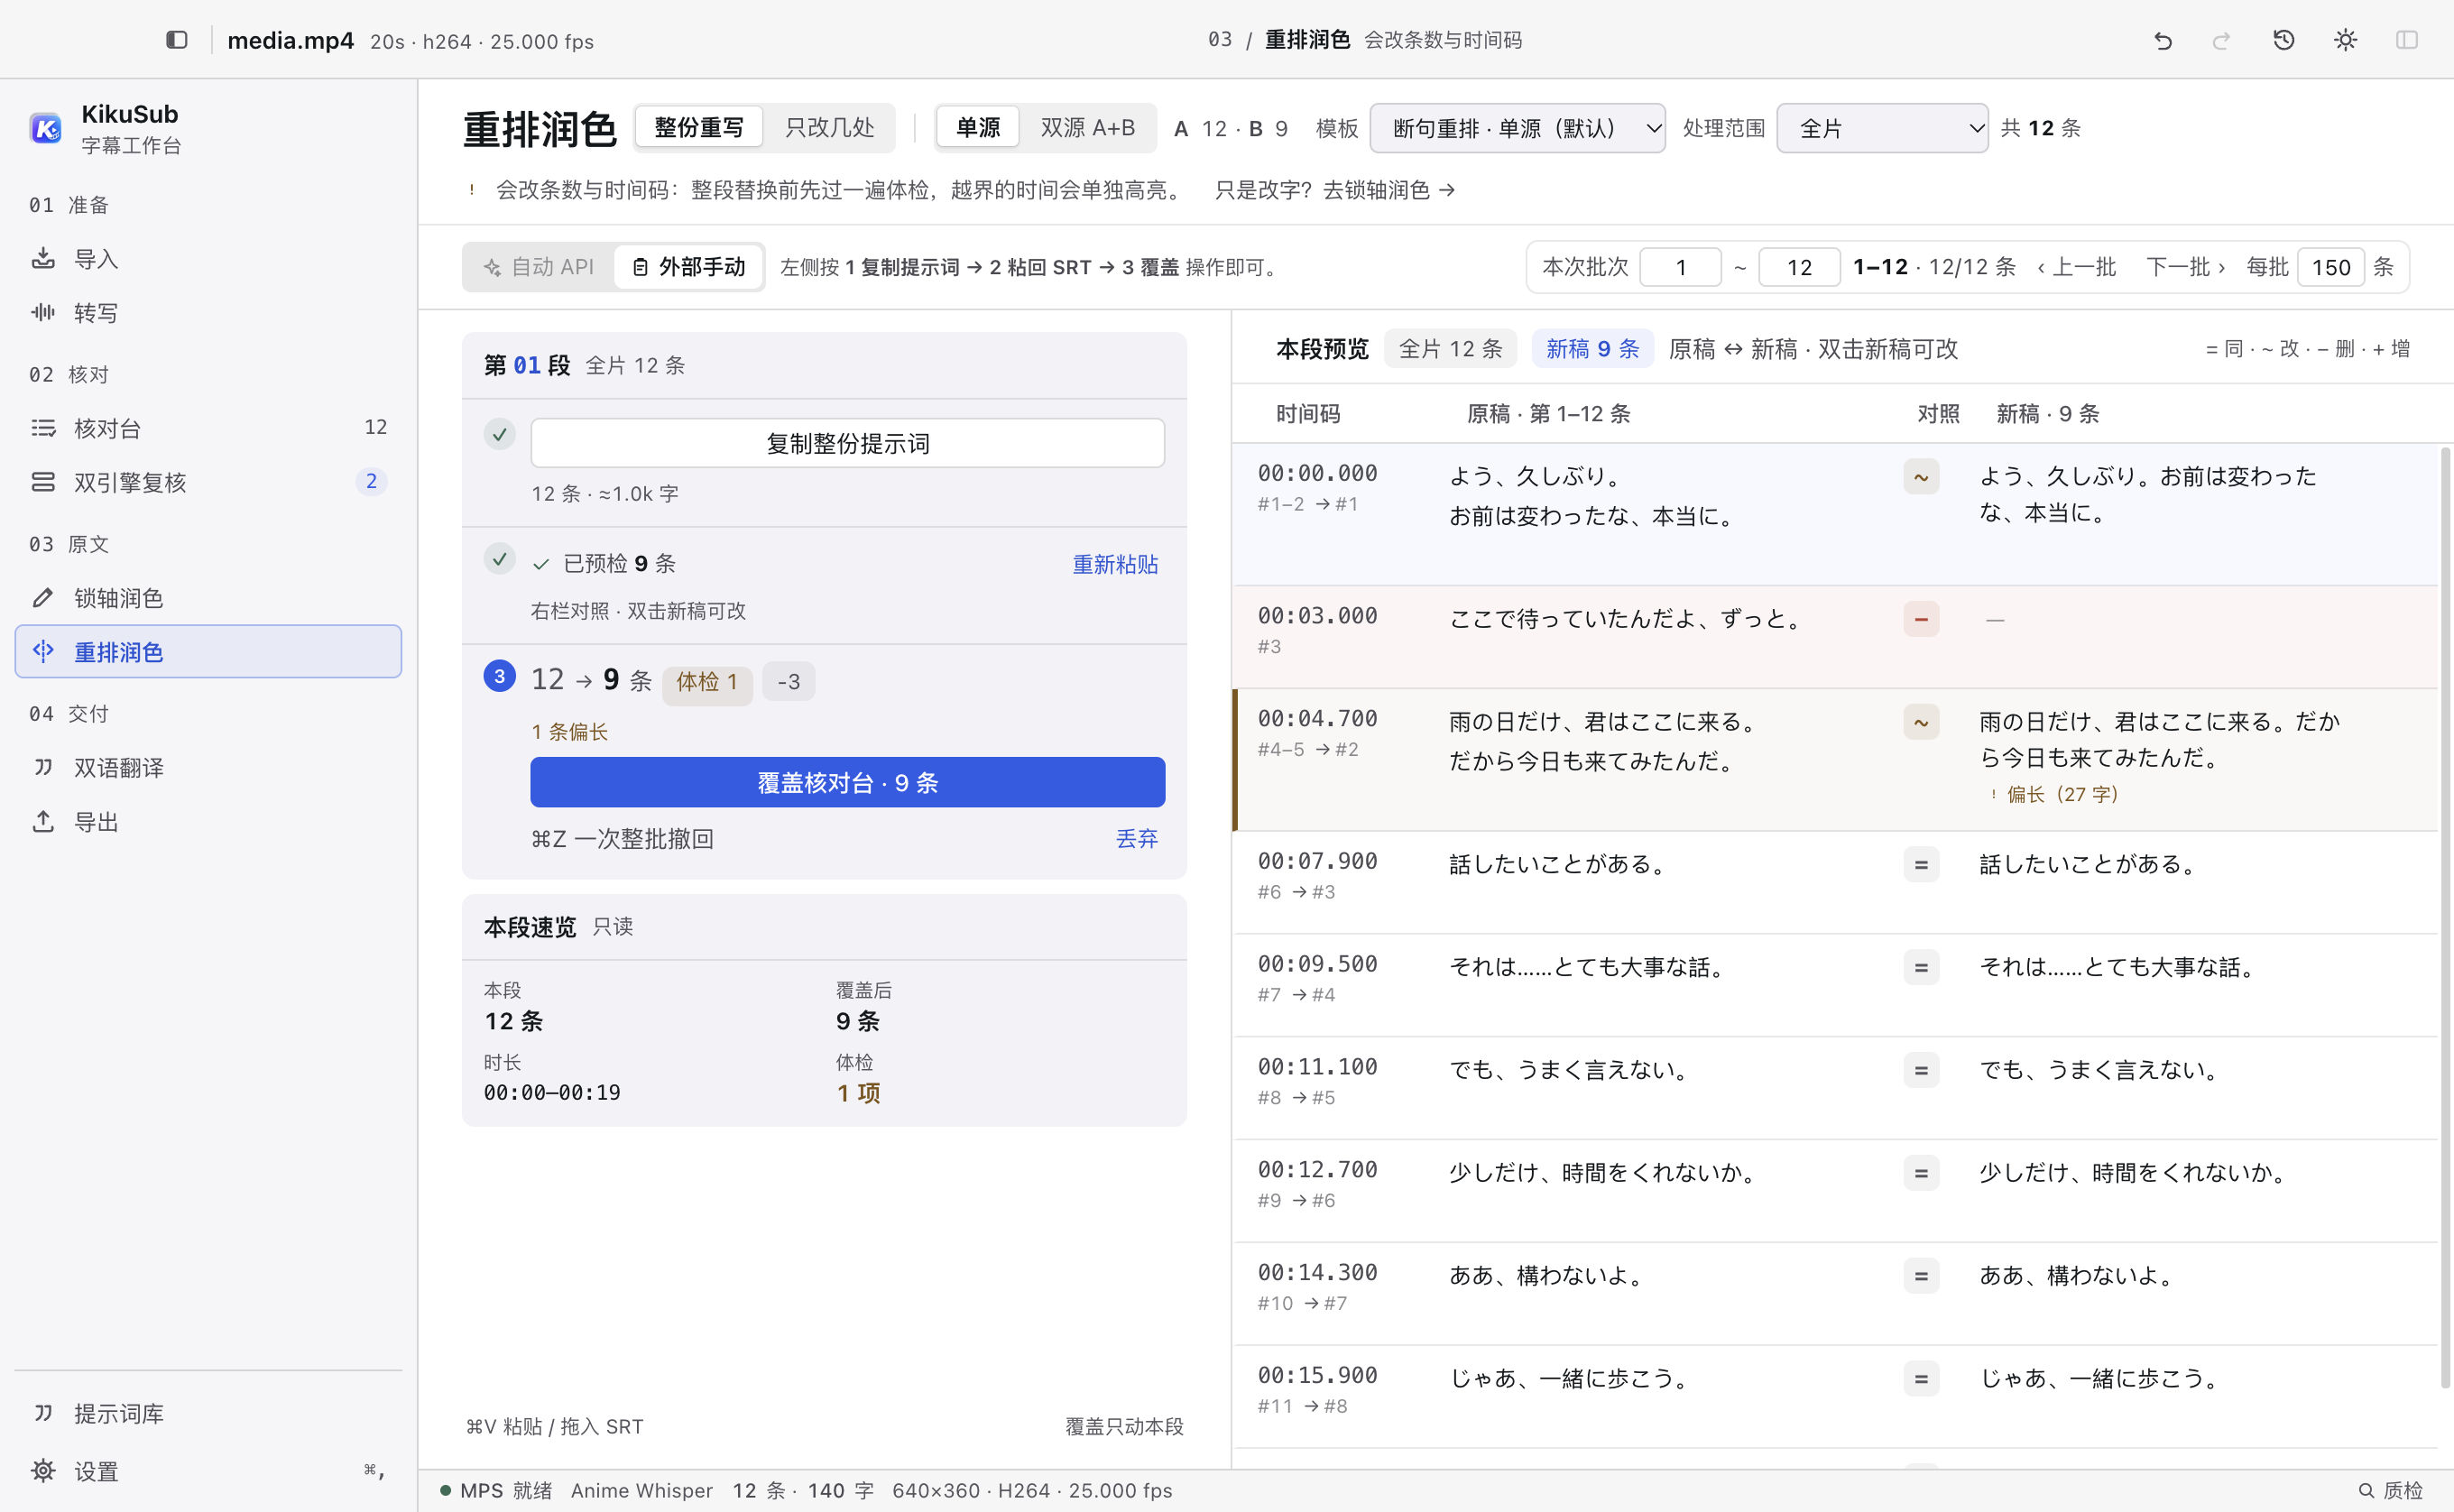 media.mp4 20s · h264 · 25.000 fps
03 / 重排润色 会改条数与时间码
KikuSub
字幕工作台
01 准备
导入
转写
02 核对
核对台 12
双引擎复核 2
03 原文
锁轴润色
重排润色
04 交付
双语翻译
导出
提示词库
设置 ⌘,
重排润色 整份重写 只改几处 单源 双源 A+B A 12 · B 9 模板 断句重排 · 单源（默认） 处理范围 全片 共 12 条
! 会改条数与时间码：整段替换前先过一遍体检，越界的时间会单独高亮。 只是改字？去锁轴润色 →
自动 API 外部手动 左侧按 1 复制提示词 → 2 粘回 SRT → 3 覆盖 操作即可。
本次批次 1 ~ 12 1–12 · 12/12 条 ‹ 上一批 下一批 › 每批 150 条
第 01 段 全片 12 条
复制整份提示词
12 条 · ≈1.0k 字
✓ 已预检 9 条 重新粘贴
右栏对照 · 双击新稿可改
3 12 → 9 条 体检 1 -3
1 条偏长
覆盖核对台 · 9 条
⌘Z 一次整批撤回 丢弃
本段速览 只读
本段 覆盖后
12 条 9 条
时长 体检
00:00–00:19 1 项
⌘V 粘贴 / 拖入 SRT 覆盖只动本段
本段预览 全片 12 条 新稿 9 条 原稿 ↔ 新稿 · 双击新稿可改 = 同 · ~ 改 · − 删 · + 增
时间码 原稿 · 第 1–12 条 对照 新稿 · 9 条
00:00.000 よう、久しぶり。 ~ よう、久しぶり。お前は変わった
#1–2 → #1 お前は変わったな、本当に。 な、本当に。
00:03.000 ここで待っていたんだよ、ずっと。 − —
#3
00:04.700 雨の日だけ、君はここに来る。 ~ 雨の日だけ、君はここに来る。だか
#4–5 → #2 だから今日も来てみたんだ。 ら今日も来てみたんだ。
! 偏长（27 字）
00:07.900 話したいことがある。 = 話したいことがある。
#6 → #3
00:09.500 それは……とても大事な話。 = それは……とても大事な話。
#7 → #4
00:11.100 でも、うまく言えない。 = でも、うまく言えない。
#8 → #5
00:12.700 少しだけ、時間をくれないか。 = 少しだけ、時間をくれないか。
#9 → #6
00:14.300 ああ、構わないよ。 = ああ、構わないよ。
#10 → #7
00:15.900 じゃあ、一緒に歩こう。 = じゃあ、一緒に歩こう。
#11 → #8
MPS 就绪 Anime Whisper 12 条 · 140 字 640×360 · H264 · 25.000 fps 质检